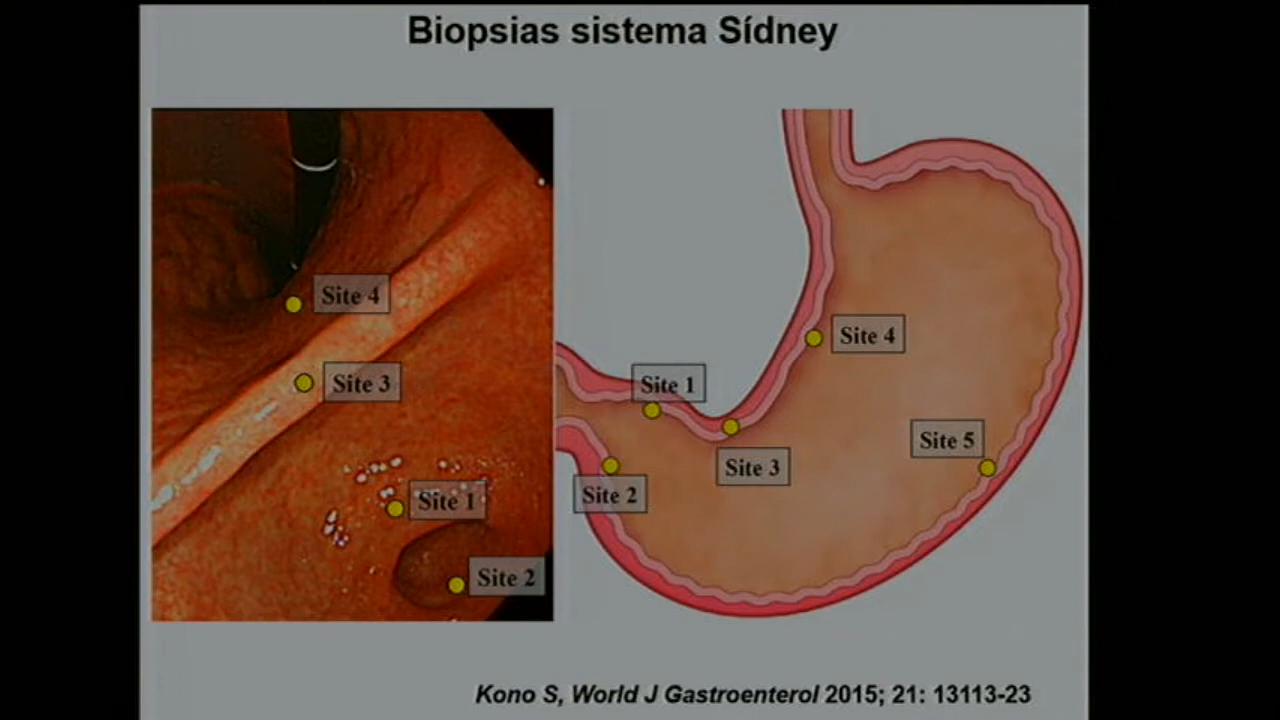 Biopsias sistema Sídney
Site 4
Site 3
Site 1
Site 2
Site 4
Site 1
Site 3
Site 5
Site 2
Kono S, World J Gastroenterol 2015; 21: 13113-23